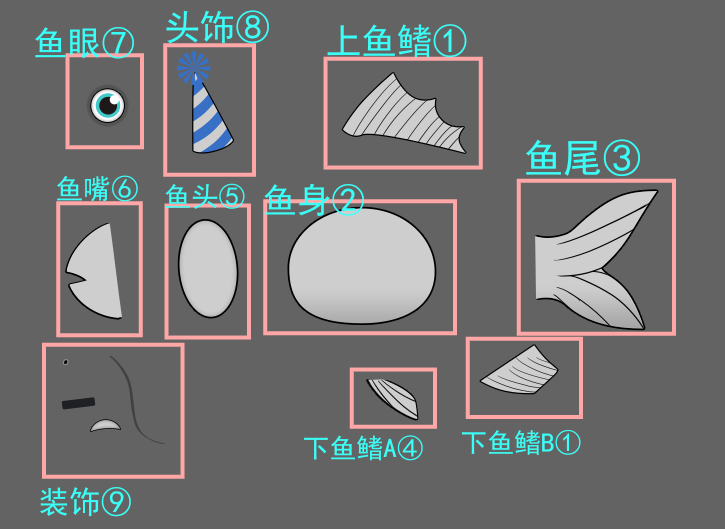 鱼眼⑦
头饰⑧
上鱼鳍①
鱼尾③
鱼嘴⑥
鱼头⑤
鱼身②
下鱼鳍A④
下鱼鳍B①
装饰⑨